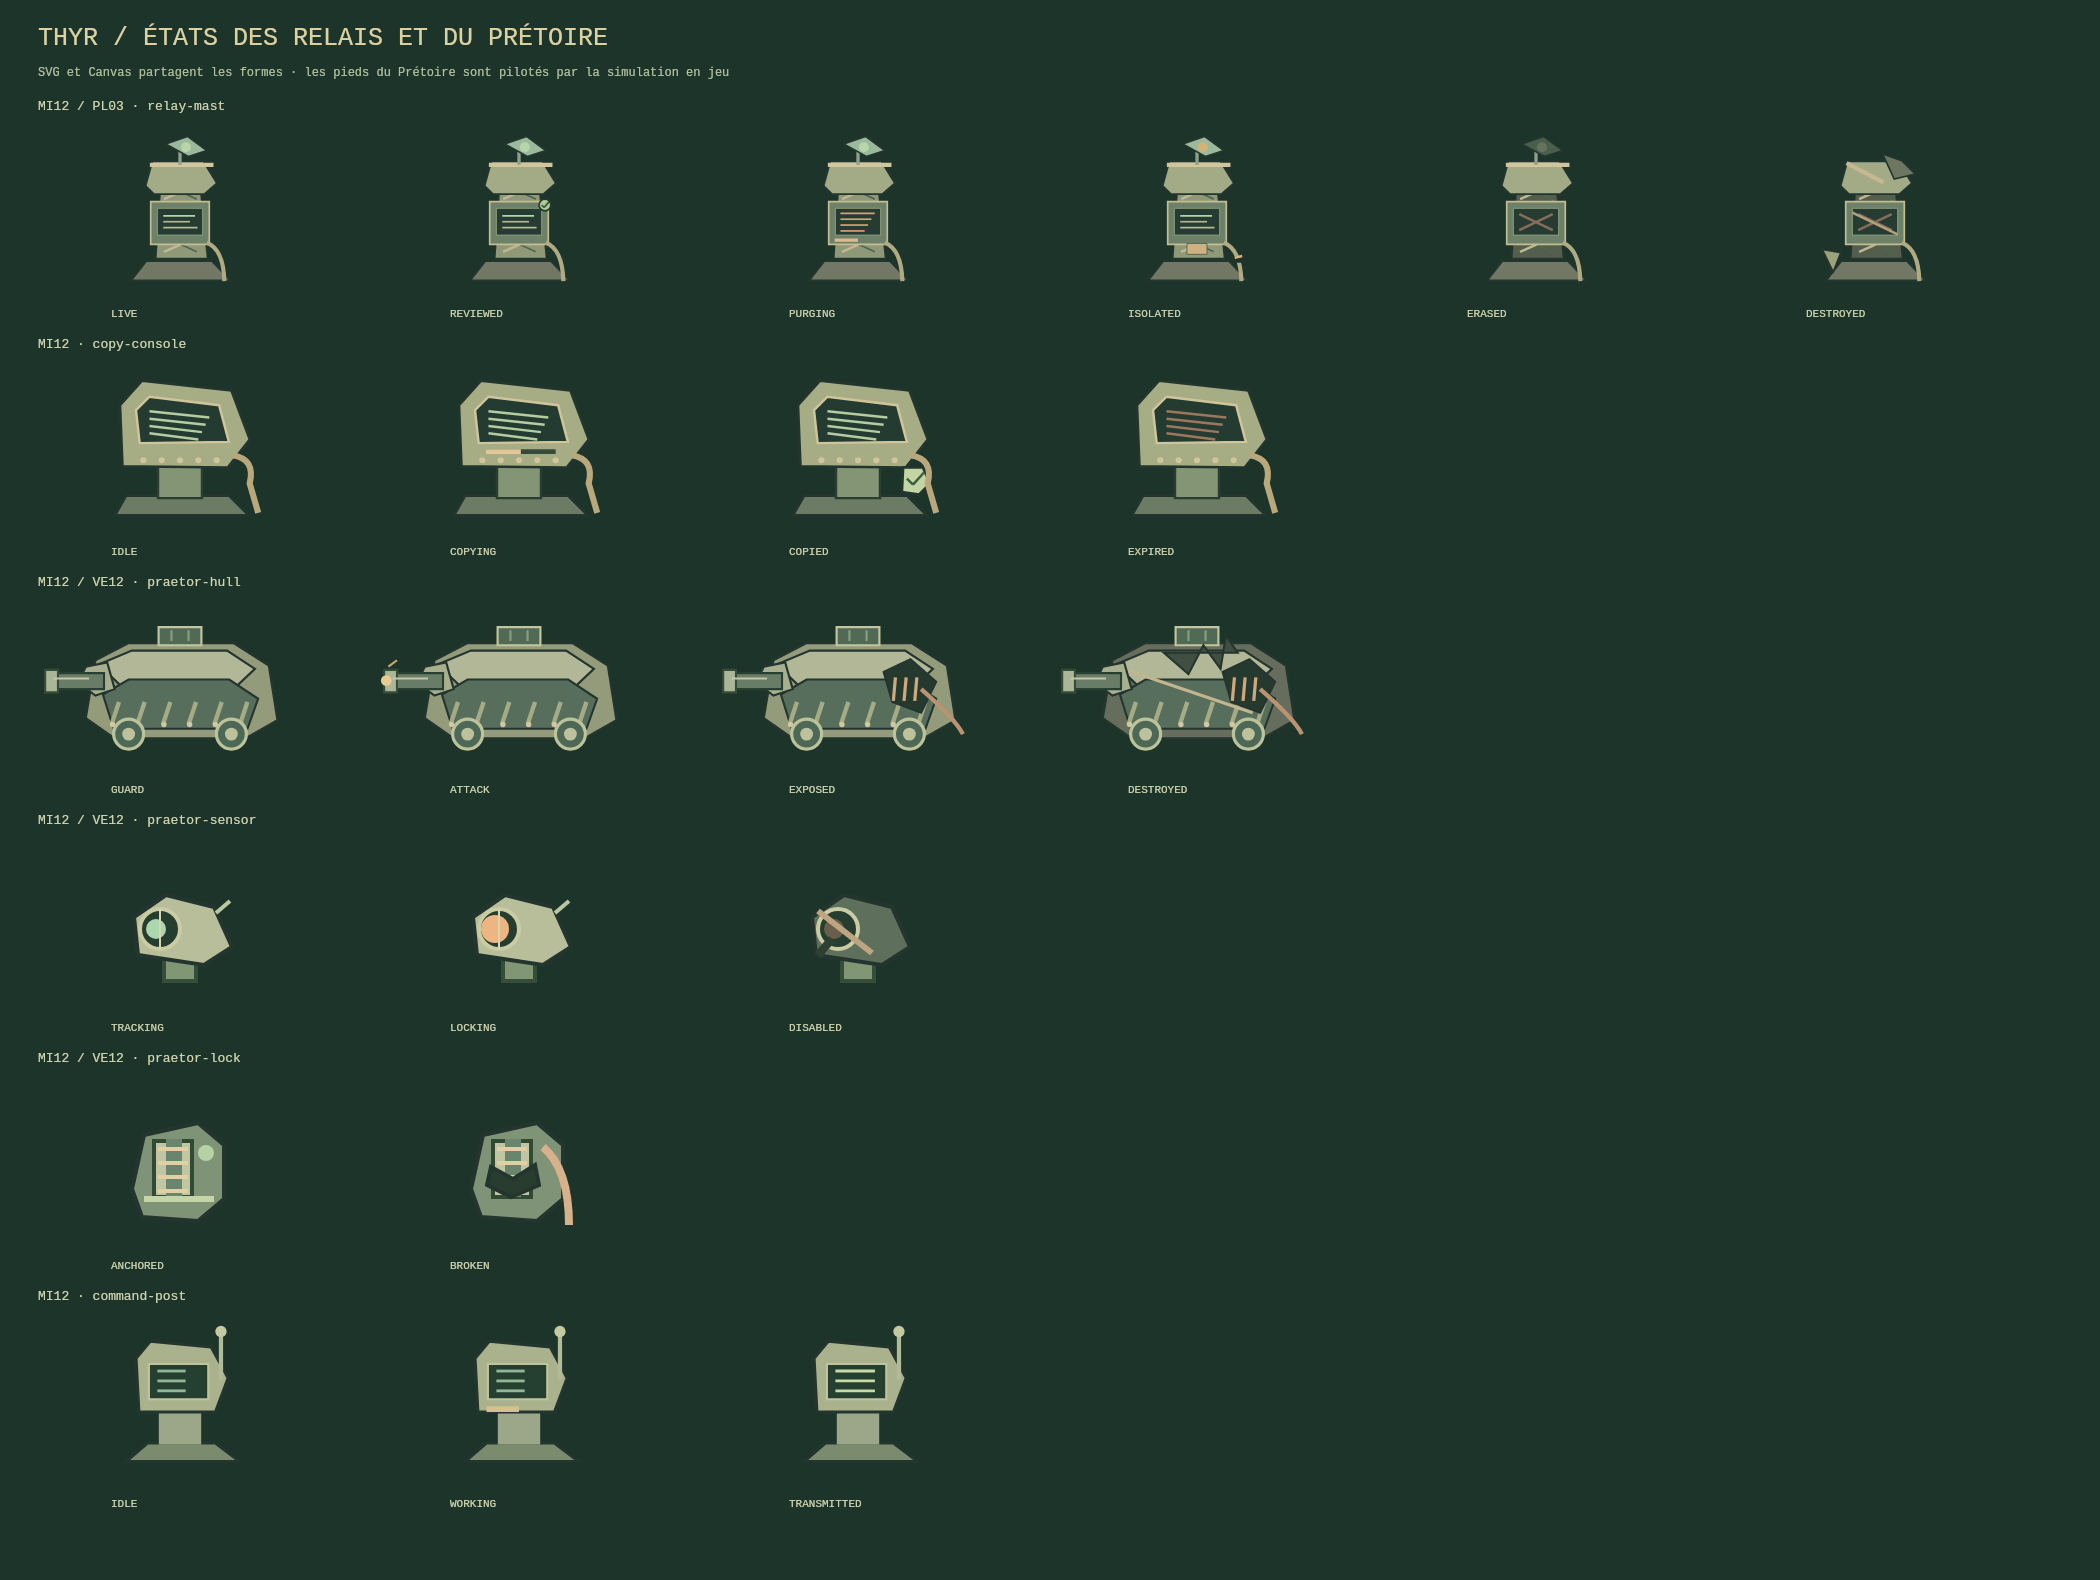 THYR / ÉTATS DES RELAIS ET DU PRÉTOIRE
SVG et Canvas partagent les formes · les pieds du Prétoire sont pilotés par la simulation en jeu
MI12 / PL03 · relay-mast
LIVE
REVIEWED
PURGING
ISOLATED
ERASED
DESTROYED
MI12 · copy-console
IDLE
COPYING
COPIED
EXPIRED
MI12 / VE12 · praetor-hull
GUARD
ATTACK
EXPOSED
DESTROYED
MI12 / VE12 · praetor-sensor
TRACKING
LOCKING
DISABLED
MI12 / VE12 · praetor-lock
ANCHORED
BROKEN
MI12 · command-post
IDLE
WORKING
TRANSMITTED